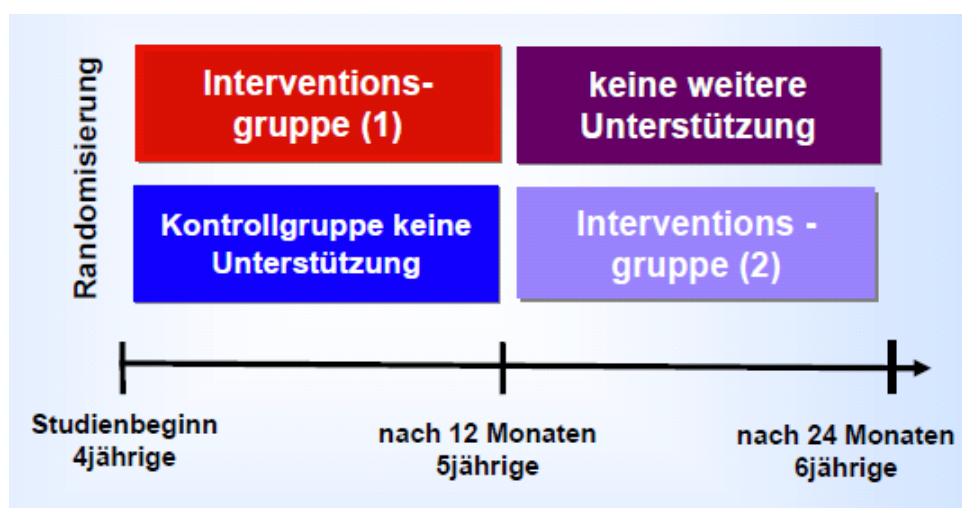 Randomisierung
Interventions-
gruppe (1)
keine weitere
Unterstützung
Kontrollgruppe keine
Unterstützung
Interventions -
gruppe (2)
Studienbeginn
4jährige
nach 12 Monaten
5jährige
nach 24 Monaten
6jährige